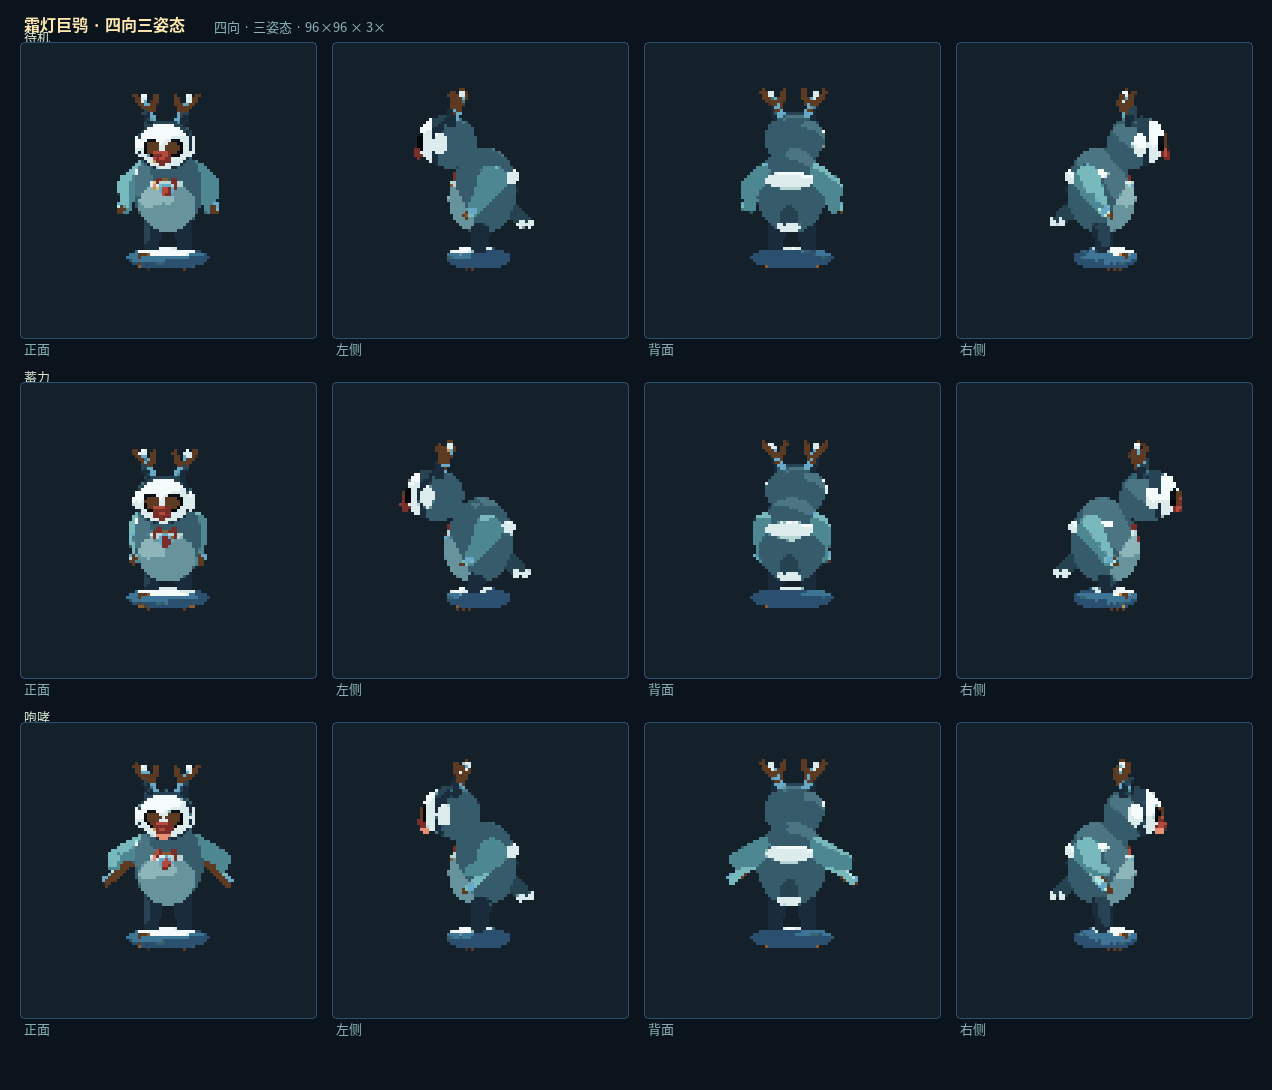 霜灯巨鸮 · 四向三姿态 四向 · 三姿态 · 96×96 × 3×
待机
正面 左侧 背面 右侧
蓄力
正面 左侧 背面 右侧
咆哮
正面 左侧 背面 右侧